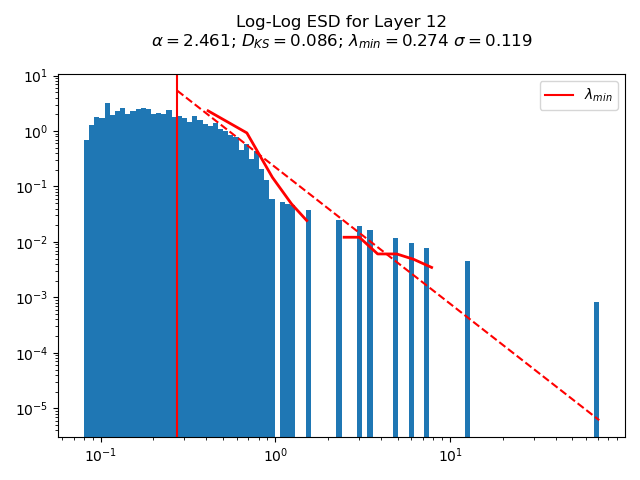 Log-Log ESD for Layer 12
α = 2.461; D_KS = 0.086; λ_min = 0.274 σ = 0.119
λ_min
10^1
10^0
10^-1
10^-2
10^-3
10^-4
10^-5
10^-1 10^0 10^1